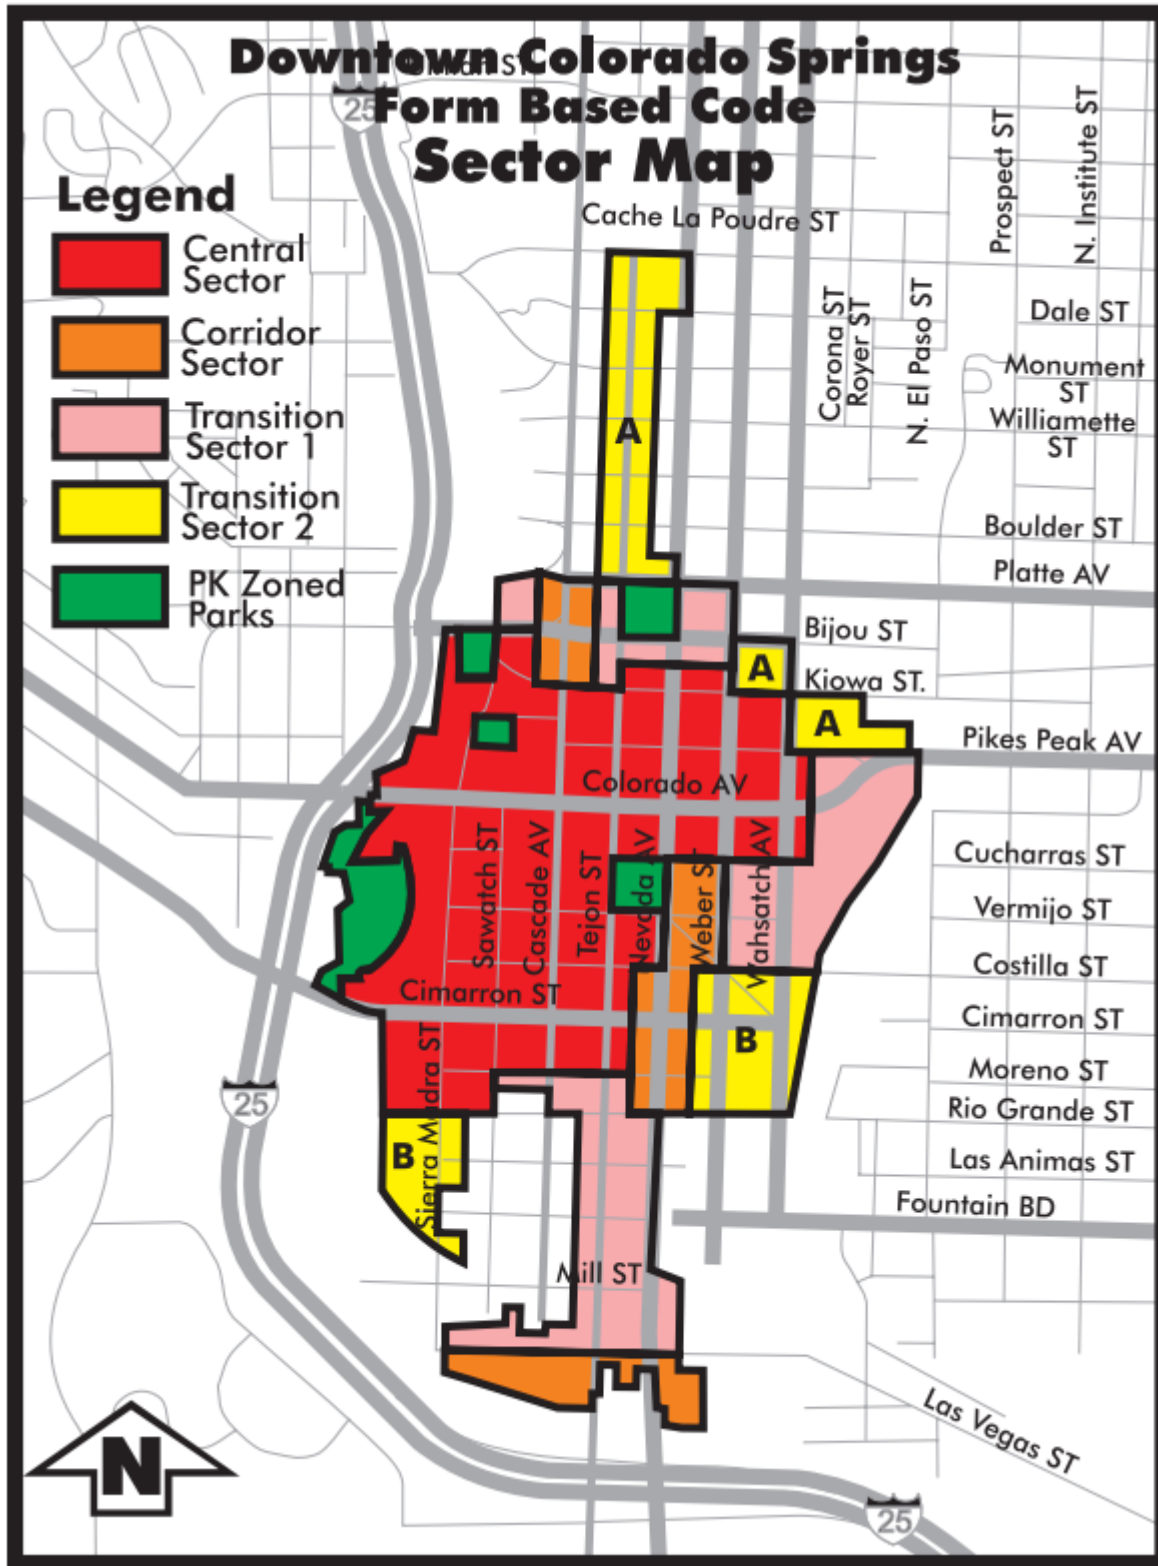 Downtown Colorado Springs
Form Based Code
Sector Map
25
Legend
Central
Sector
Corridor
Sector
Transition
Sector 1
Transition
Sector 2
PK Zoned
Parks
Cache La Poudre ST
Prospect ST
N. Institute ST
Corona ST
Royer ST
N. El Paso ST
Dale ST
Monument
ST
Williamette
ST
Boulder ST
Platte AV
Bijou ST
Kiowa ST.
Pikes Peak AV
A
A
A
Colorado AV
Sawatch ST
Cascade AV
Tejon ST
Nevada AV
Weber ST
Wahsatch AV
Cucharras ST
Vermijo ST
Costilla ST
Cimarron ST
Cimarron ST
B
Moreno ST
Rio Grande ST
Las Animas ST
Fountain BD
25
B
Sierra Madra ST
Mill ST
Las Vegas ST
N
25